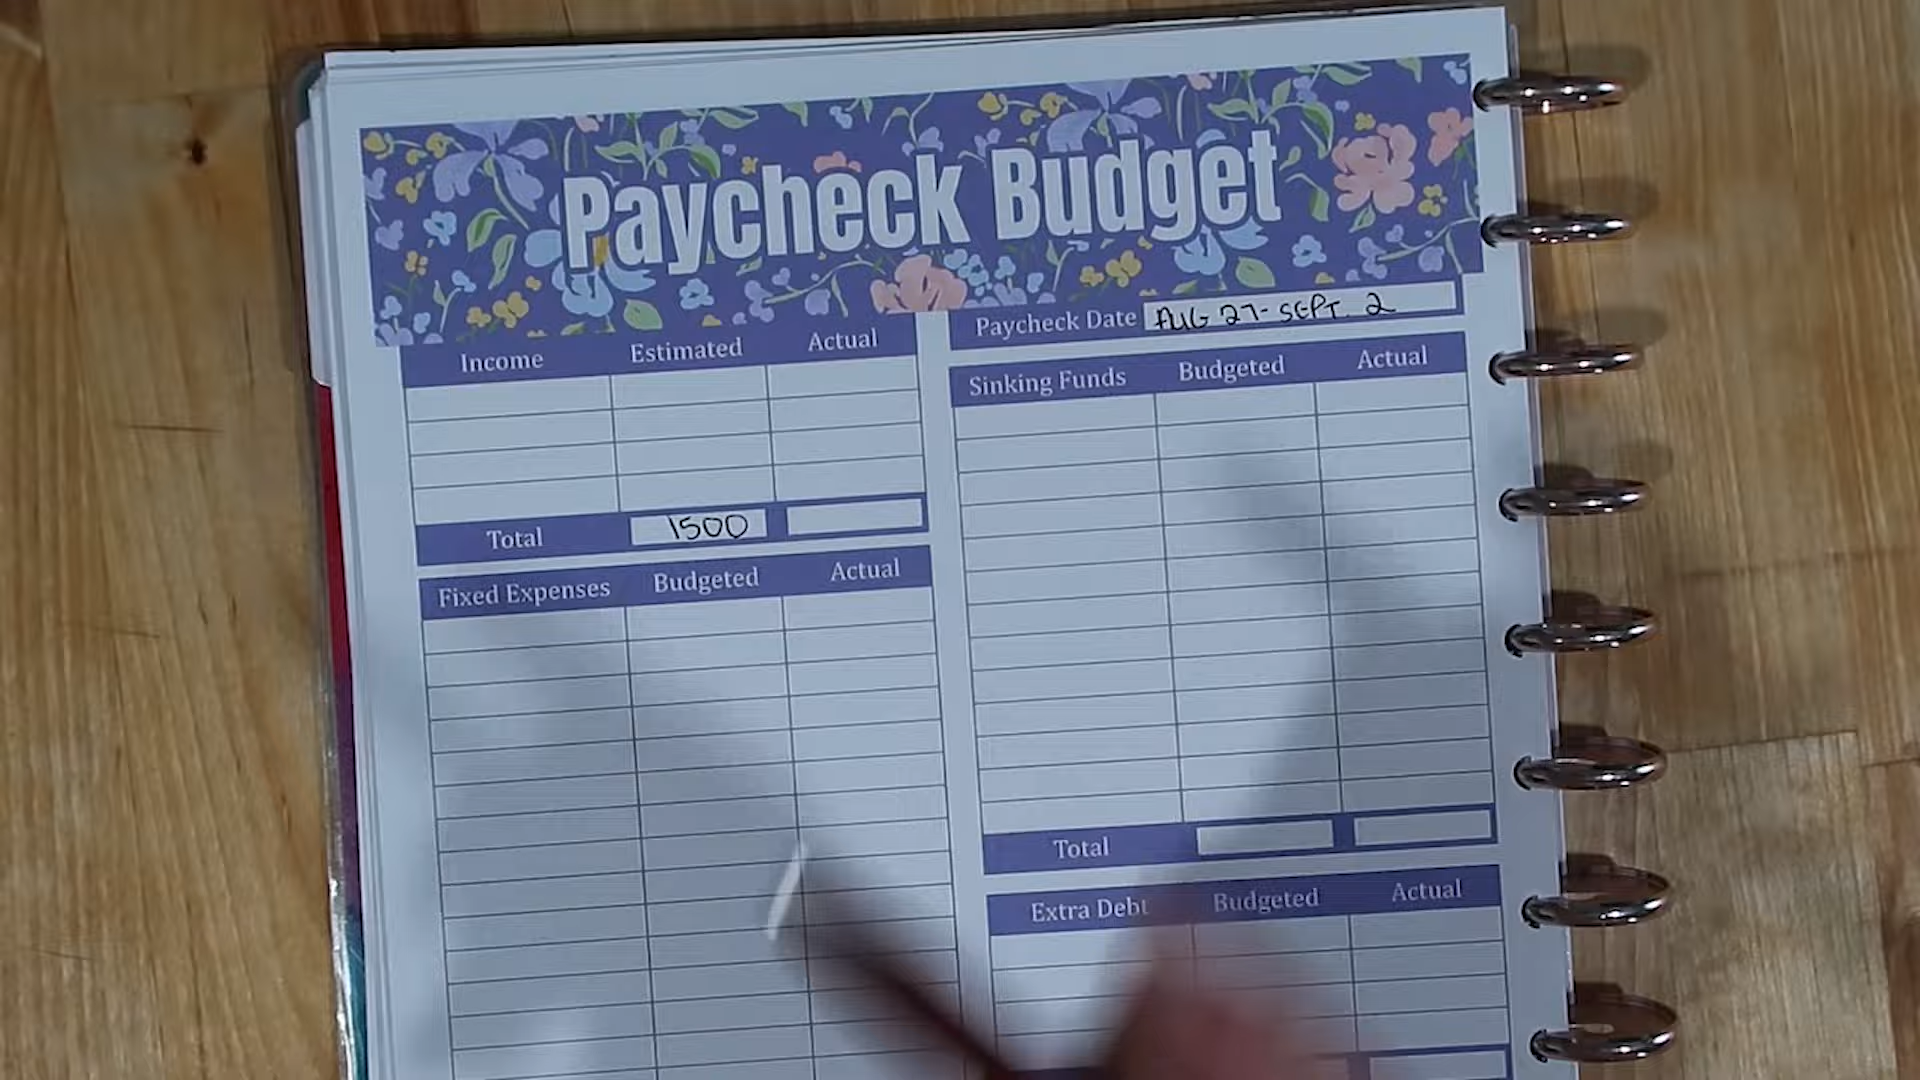 Paycheck Budget
Paycheck Date AUG 27- SEPT. 2
Income Estimated Actual
Total 1500
Fixed Expenses Budgeted Actual
Sinking Funds Budgeted Actual
Total
Extra Debt Budgeted Actual